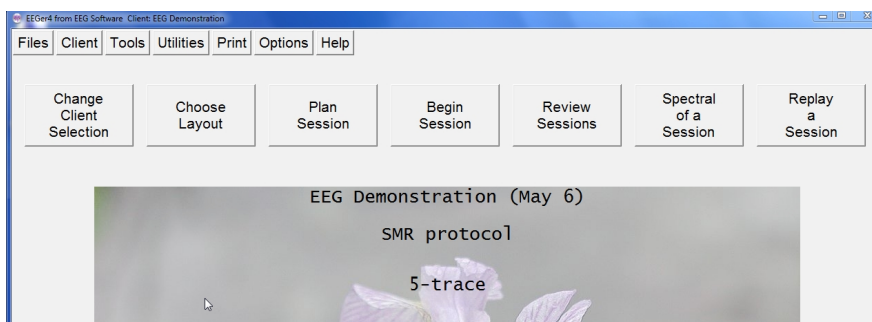 EEGer4 from EEG Software Client: EEG Demonstration
Files Client Tools Utilities Print Options Help
Change
Client
Selection
Choose
Layout
Plan
Session
Begin
Session
Review
Sessions
Spectral
of a
Session
Replay
a
Session
EEG Demonstration (May 6)
SMR protocol
5-trace